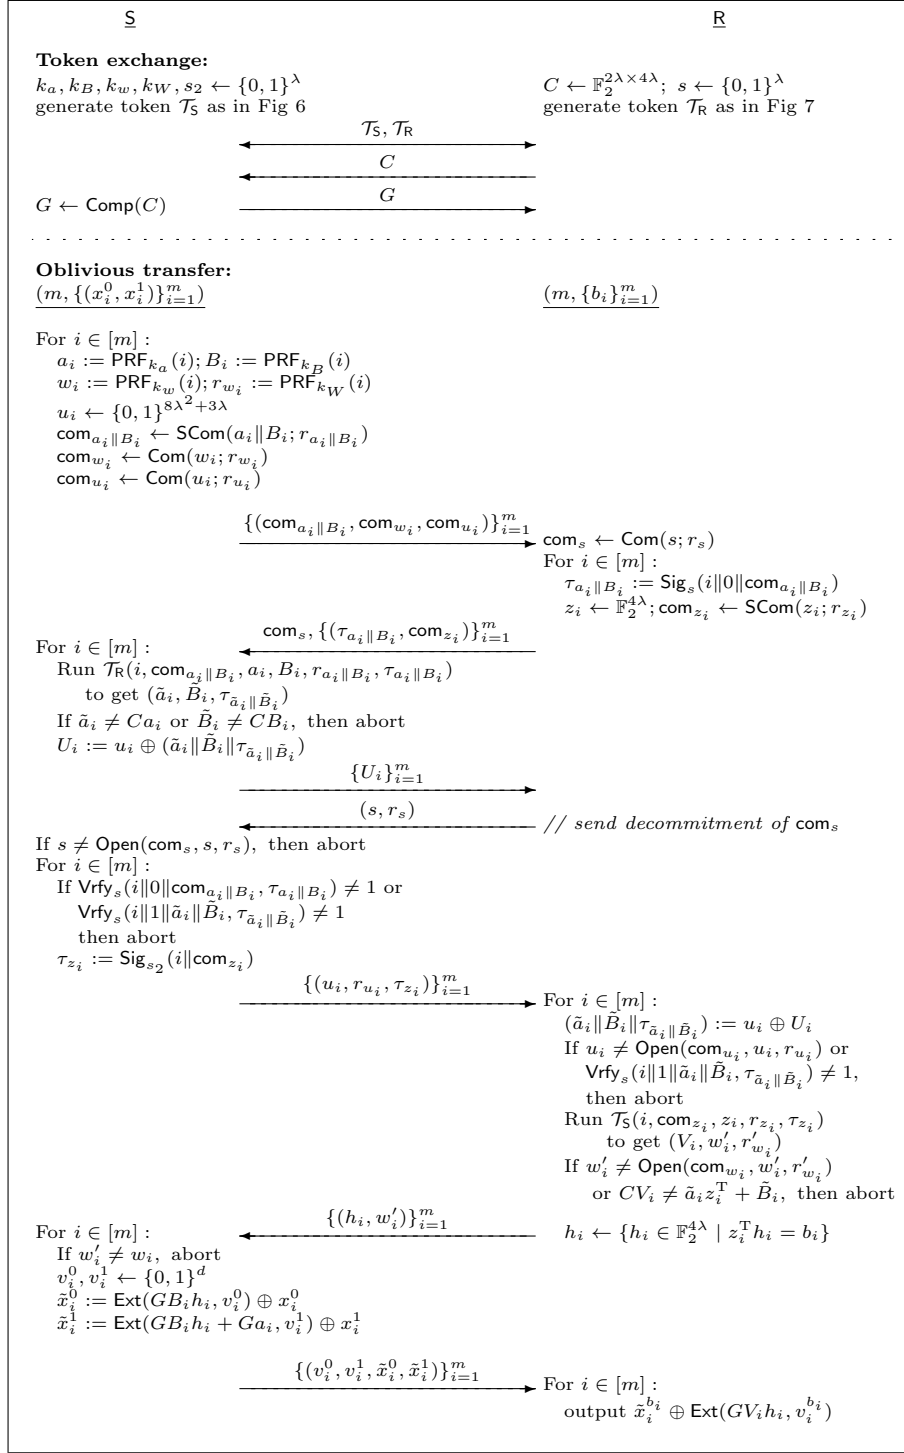 S R
Token exchange:
k_a, k_B, k_w, k_W, s_2 ← {0, 1}^λ
C ← 𝔽_2^{2λ×4λ}; s ← {0, 1}^λ
generate token 𝒯_S as in Fig 6
generate token 𝒯_R as in Fig 7
𝒯_S, 𝒯_R
C
G ← Comp(C)
G
Oblivious transfer:
(m, {(x_i^0, x_i^1)}_{i=1}^m)
(m, {b_i}_{i=1}^m)
For i ∈ [m] :
a_i := PRF_{k_a}(i); B_i := PRF_{k_B}(i)
w_i := PRF_{k_w}(i); r_{w_i} := PRF_{k_W}(i)
u_i ← {0, 1}^{8λ^2+3λ}
com_{a_i∥B_i} ← SCom(a_i∥B_i; r_{a_i∥B_i})
com_{w_i} ← Com(w_i; r_{w_i})
com_{u_i} ← Com(u_i; r_{u_i})
{(com_{a_i∥B_i}, com_{w_i}, com_{u_i})}_{i=1}^m
com_s ← Com(s; r_s)
For i ∈ [m] :
τ_{a_i∥B_i} := Sig_s(i∥0∥com_{a_i∥B_i})
z_i ← 𝔽_2^{4λ}; com_{z_i} ← SCom(z_i; r_{z_i})
com_s, {(τ_{a_i∥B_i}, com_{z_i})}_{i=1}^m
For i ∈ [m] :
Run 𝒯_R(i, com_{a_i∥B_i}, a_i, B_i, r_{a_i∥B_i}, τ_{a_i∥B_i})
to get (ã_i, B̃_i, τ_{ã_i∥B̃_i})
If ã_i ≠ Ca_i or B̃_i ≠ CB_i, then abort
U_i := u_i ⊕ (ã_i∥B̃_i∥τ_{ã_i∥B̃_i})
{U_i}_{i=1}^m
(s, r_s)
// send decommitment of com_s
If s ≠ Open(com_s, s, r_s), then abort
For i ∈ [m] :
If Vrfy_s(i∥0∥com_{a_i∥B_i}, τ_{a_i∥B_i}) ≠ 1 or
Vrfy_s(i∥1∥ã_i∥B̃_i, τ_{ã_i∥B̃_i}) ≠ 1
then abort
τ_{z_i} := Sig_{s_2}(i∥com_{z_i})
{(u_i, r_{u_i}, τ_{z_i})}_{i=1}^m
For i ∈ [m] :
(ã_i∥B̃_i∥τ_{ã_i∥B̃_i}) := u_i ⊕ U_i
If u_i ≠ Open(com_{u_i}, u_i, r_{u_i}) or
Vrfy_s(i∥1∥ã_i∥B̃_i, τ_{ã_i∥B̃_i}) ≠ 1,
then abort
Run 𝒯_S(i, com_{z_i}, z_i, r_{z_i}, τ_{z_i})
to get (V_i, w'_i, r'_{w_i})
If w'_i ≠ Open(com_{w_i}, w'_i, r'_{w_i})
or CV_i ≠ ã_i z_i^T + B̃_i, then abort
{(h_i, w'_i)}_{i=1}^m
h_i ← {h_i ∈ 𝔽_2^{4λ} | z_i^T h_i = b_i}
For i ∈ [m] :
If w'_i ≠ w_i, abort
v_i^0, v_i^1 ← {0, 1}^d
x̃_i^0 := Ext(GB_i h_i, v_i^0) ⊕ x_i^0
x̃_i^1 := Ext(GB_i h_i + Ga_i, v_i^1) ⊕ x_i^1
{(v_i^0, v_i^1, x̃_i^0, x̃_i^1)}_{i=1}^m
For i ∈ [m] :
output x̃_i^{b_i} ⊕ Ext(GV_i h_i, v_i^{b_i})